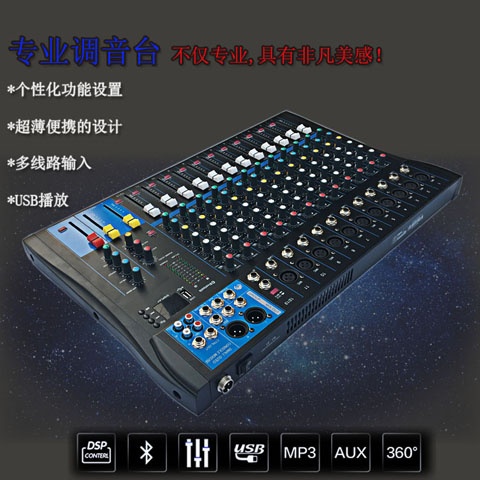 专业调音台 不仅专业,具有非凡美感!
*个性化功能设置
*超薄便携的设计
*多线路输入
*USB播放
DSP
CONTERL
USB
MP3
AUX
360°